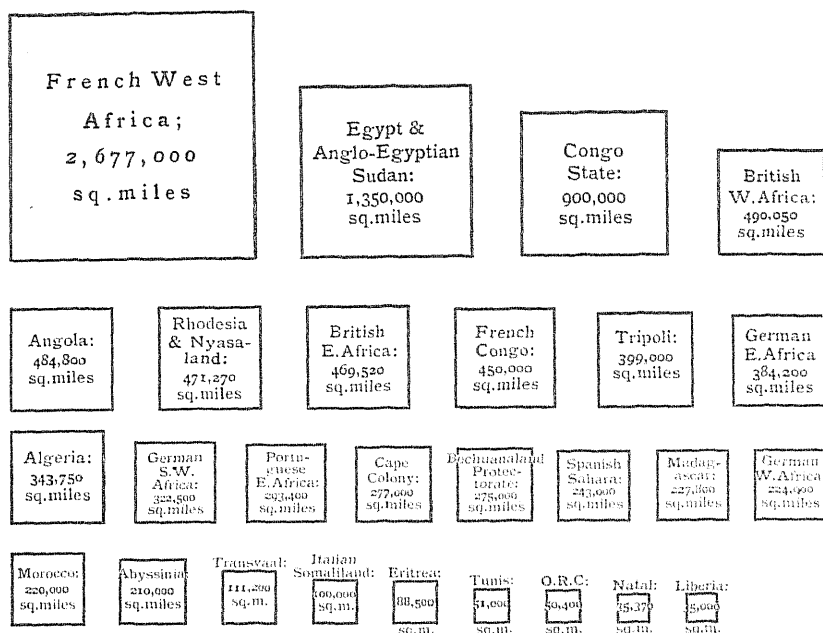 French West
Africa;
2,677,000
sq.miles
Egypt &
Anglo-Egyptian
Sudan:
1,350,000
sq.miles
Congo
State:
900,000
sq.miles
British
W.Africa:
490,050
sq.miles
Angola:
484,800
sq.miles
Rhodesia
& Nyasa-
land:
471,270
sq.miles
British
E.Africa:
469,520
sq.miles
French
Congo:
450,000
sq.miles
Tripoli:
399,000
sq.miles
German
E.Africa
384,200
sq.miles
Algeria:
343,750
sq.miles
German
S.W.
Africa:
322,500
sq.miles
Portu-
guese
E.Africa:
293,400
sq.miles
Cape
Colony:
277,000
sq.miles
Bechuanaland
Protec-
torate:
275,000
sq.miles
Spanish
Sahara:
243,000
sq.miles
Madag-
ascar:
227,800
sq.miles
German
W.Africa:
224,900
sq.miles
Morocco:
220,000
sq.miles
Abyssinia:
210,000
sq.miles
Transvaal:
111,200
sq.m.
Italian
Somaliland:
100,000
sq.m.
Eritrea:
88,500
sq.m.
Tunis:
51,000
sq.m.
O.R.C:
50,400
sq.m.
Natal:
35,370
sq.m.
Liberia:
35,000
sq.m.